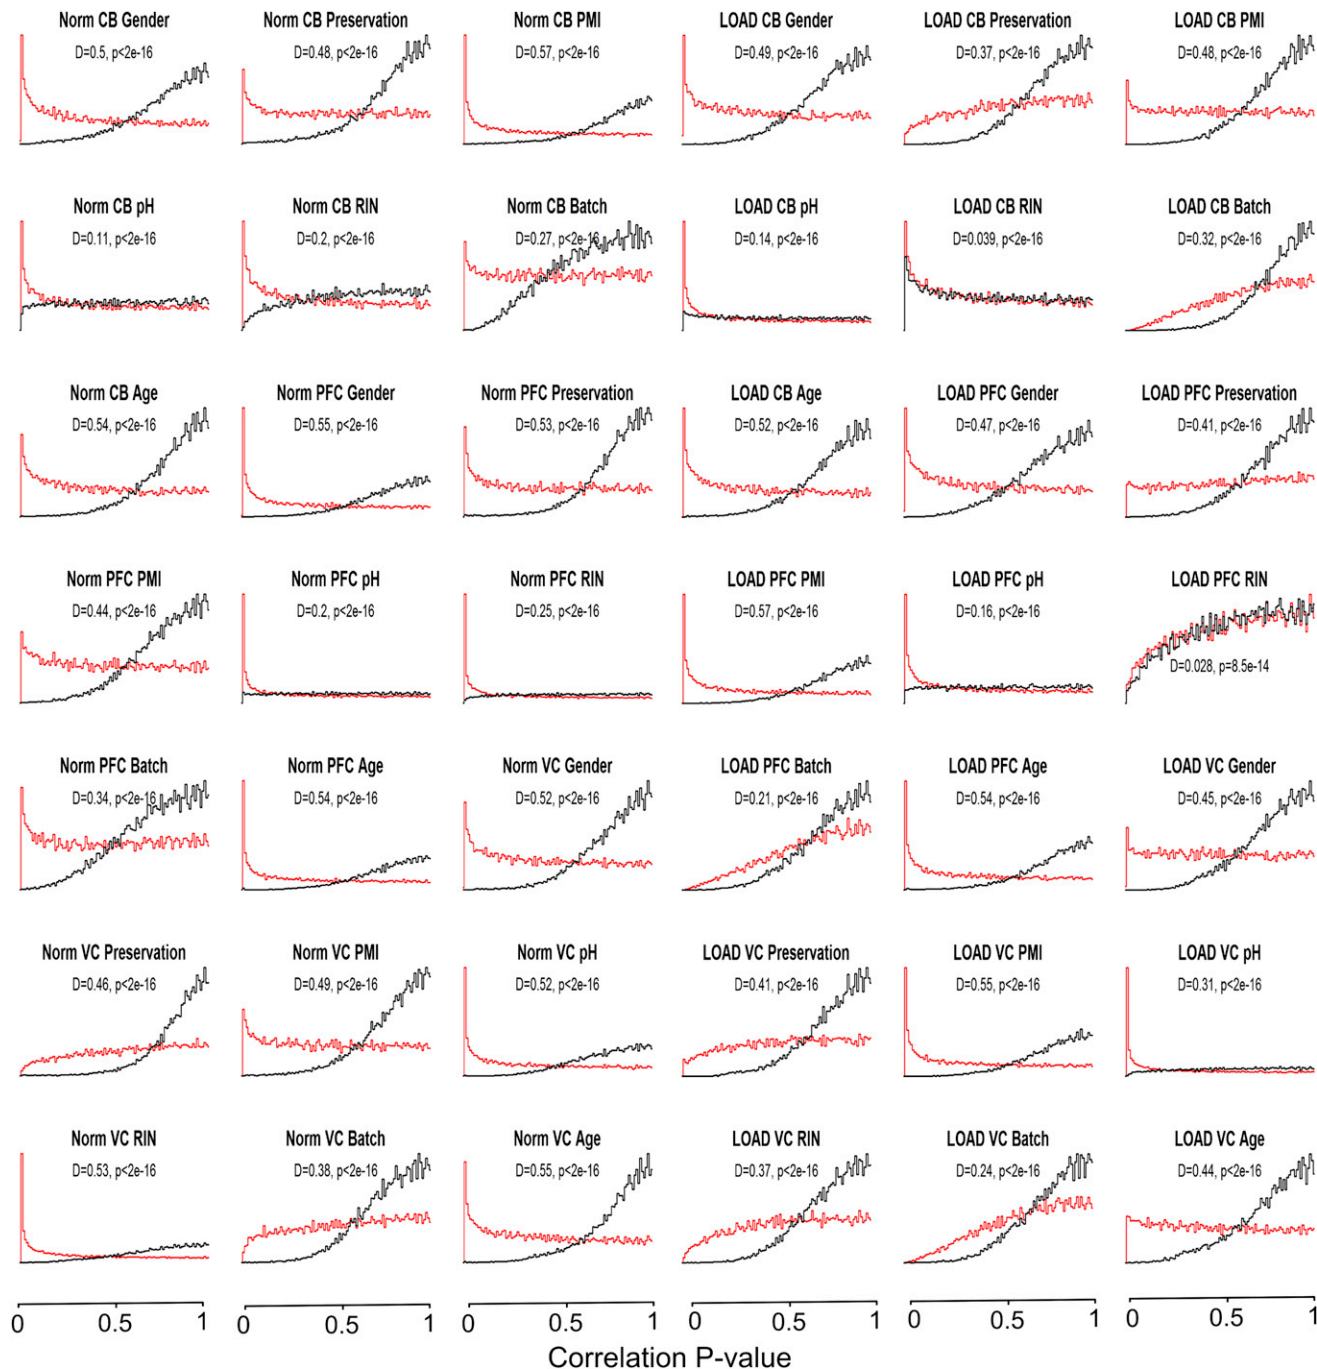 Norm CB Gender
D=0.5, p<2e-16
Norm CB Preservation
D=0.48, p<2e-16
Norm CB PMI
D=0.57, p<2e-16
LOAD CB Gender
D=0.49, p<2e-16
LOAD CB Preservation
D=0.37, p<2e-16
LOAD CB PMI
D=0.48, p<2e-16
Norm CB pH
D=0.11, p<2e-16
Norm CB RIN
D=0.2, p<2e-16
Norm CB Batch
D=0.27, p<2e-16
LOAD CB pH
D=0.14, p<2e-16
LOAD CB RIN
D=0.039, p<2e-16
LOAD CB Batch
D=0.32, p<2e-16
Norm CB Age
D=0.54, p<2e-16
Norm PFC Gender
D=0.55, p<2e-16
Norm PFC Preservation
D=0.53, p<2e-16
LOAD CB Age
D=0.52, p<2e-16
LOAD PFC Gender
D=0.47, p<2e-16
LOAD PFC Preservation
D=0.41, p<2e-16
Norm PFC PMI
D=0.44, p<2e-16
Norm PFC pH
D=0.2, p<2e-16
Norm PFC RIN
D=0.25, p<2e-16
LOAD PFC PMI
D=0.57, p<2e-16
LOAD PFC pH
D=0.16, p<2e-16
LOAD PFC RIN
D=0.028, p=8.5e-14
Norm PFC Batch
D=0.34, p<2e-16
Norm PFC Age
D=0.54, p<2e-16
Norm VC Gender
D=0.52, p<2e-16
LOAD PFC Batch
D=0.21, p<2e-16
LOAD PFC Age
D=0.54, p<2e-16
LOAD VC Gender
D=0.45, p<2e-16
Norm VC Preservation
D=0.46, p<2e-16
Norm VC PMI
D=0.49, p<2e-16
Norm VC pH
D=0.52, p<2e-16
LOAD VC Preservation
D=0.41, p<2e-16
LOAD VC PMI
D=0.55, p<2e-16
LOAD VC pH
D=0.31, p<2e-16
Norm VC RIN
D=0.53, p<2e-16
Norm VC Batch
D=0.38, p<2e-16
Norm VC Age
D=0.55, p<2e-16
LOAD VC RIN
D=0.37, p<2e-16
LOAD VC Batch
D=0.24, p<2e-16
LOAD VC Age
D=0.44, p<2e-16
0 0.5 1 0 0.5 1 0 0.5 1 0 0.5 1 0 0.5 1 0 0.5 1
Correlation P-value